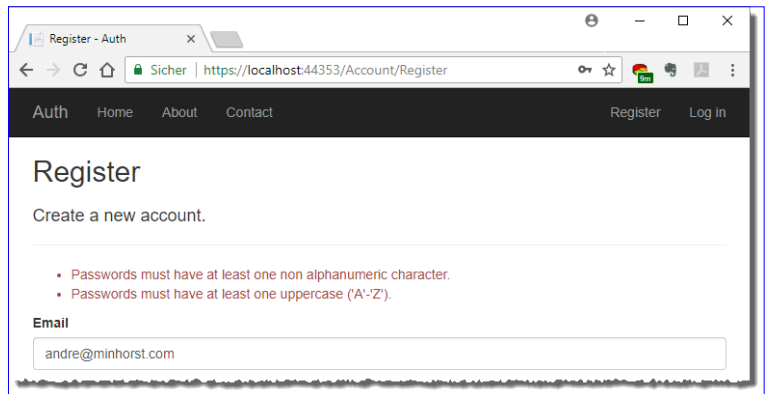 Register - Auth
Sicher | https://localhost:44353/Account/Register
9m
Auth Home About Contact Register Log in
Register
Create a new account.
• Passwords must have at least one non alphanumeric character.
• Passwords must have at least one uppercase ('A'-'Z').
Email
andre@minhorst.com